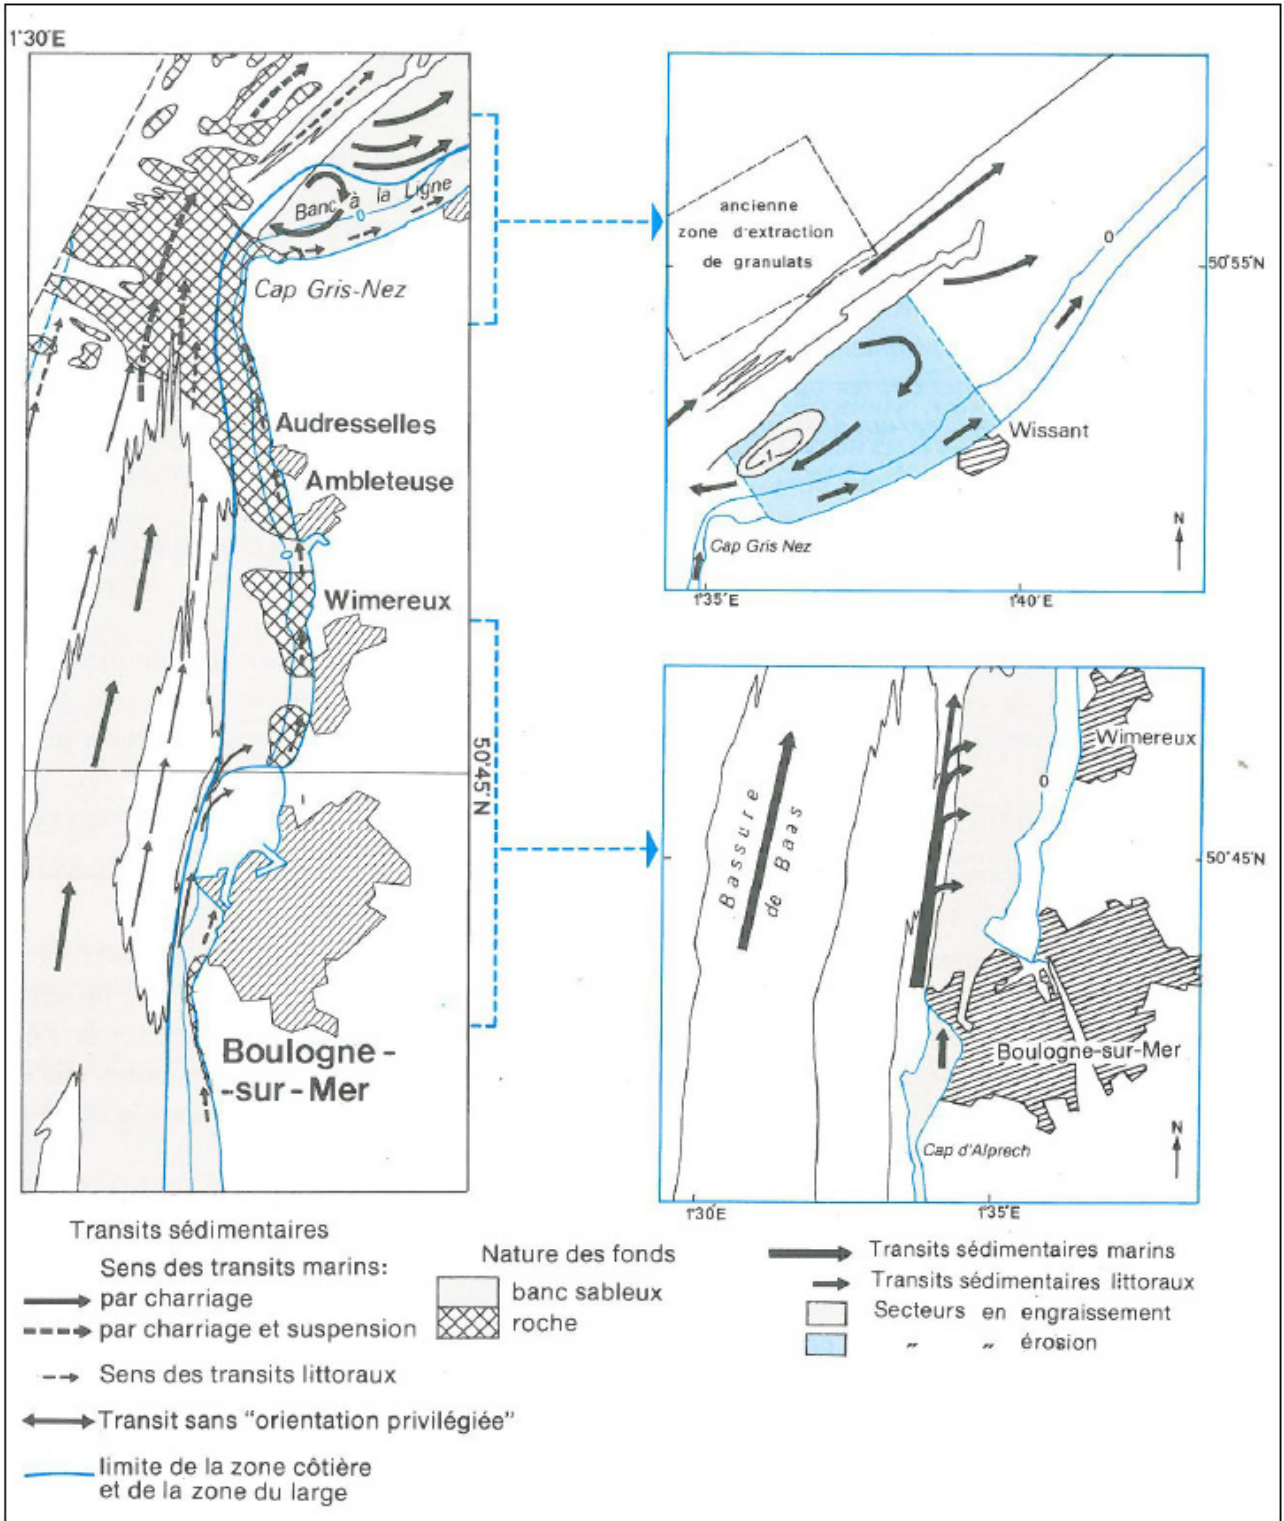 1°30'E
Banc à la Ligne
0
Cap Gris-Nez
Audresselles
Ambleteuse
0
Wimereux
50°45'N
Boulogne -
-sur-Mer
ancienne
zone d'extraction
de granulats
0
50°55'N
Wissant
-1
Cap Gris Nez
N
1°35'E
1°40'E
Wimereux
0
Bassure
de Baas
50°45'N
Boulogne-sur-Mer
Cap d'Alprech
N
1°30'E
1°35'E
Transits sédimentaires
Sens des transits marins:
par charriage
par charriage et suspension
Sens des transits littoraux
Transit sans "orientation privilégiée"
limite de la zone côtière
et de la zone du large
Nature des fonds
banc sableux
roche
Transits sédimentaires marins
Transits sédimentaires littoraux
Secteurs en engraissement
" " érosion